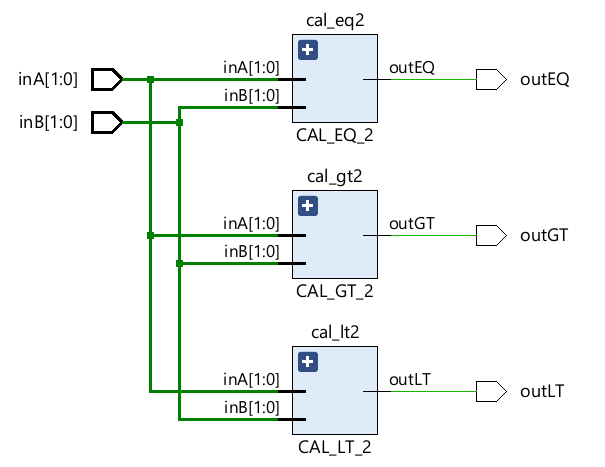 cal_eq2
inA[1:0]
inA[1:0]
outEQ
outEQ
inB[1:0]
inB[1:0]
CAL_EQ_2
cal_gt2
inA[1:0]
outGT
outGT
inB[1:0]
CAL_GT_2
cal_lt2
inA[1:0]
outLT
outLT
inB[1:0]
CAL_LT_2